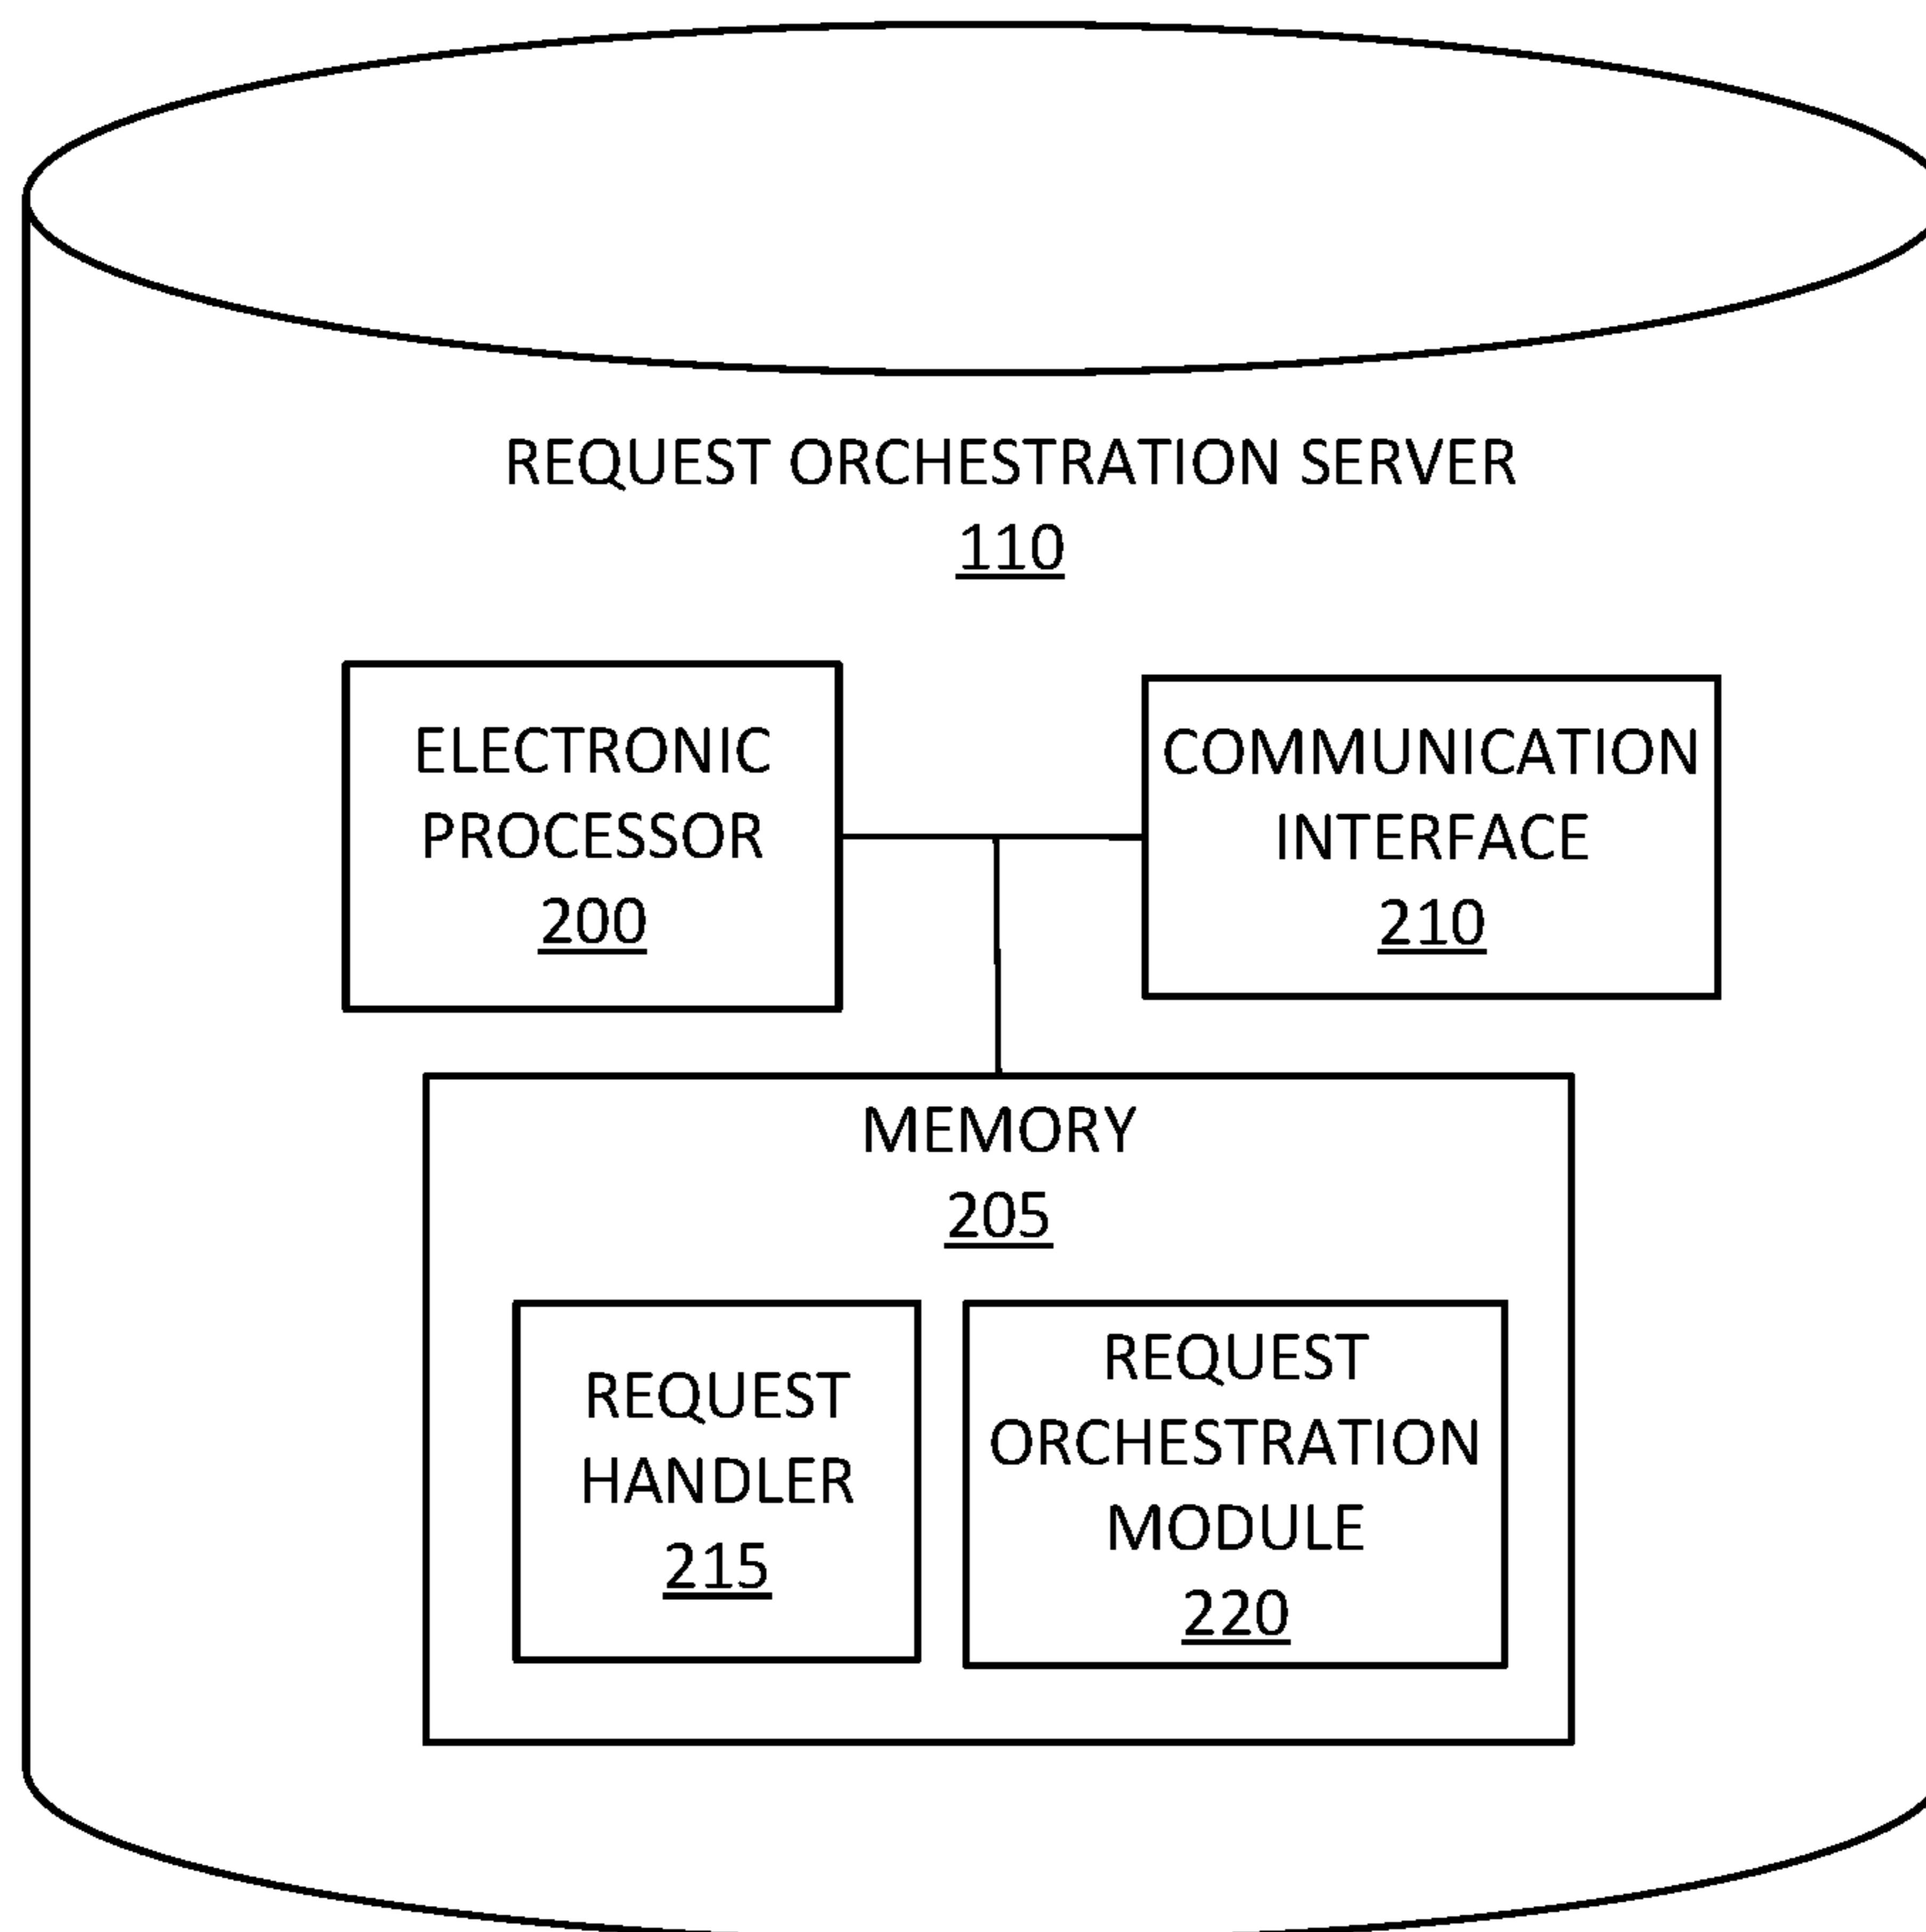 REQUEST ORCHESTRATION SERVER
110
ELECTRONIC
PROCESSOR
200
COMMUNICATION
INTERFACE
210
MEMORY
205
REQUEST
HANDLER
215
REQUEST
ORCHESTRATION
MODULE
220